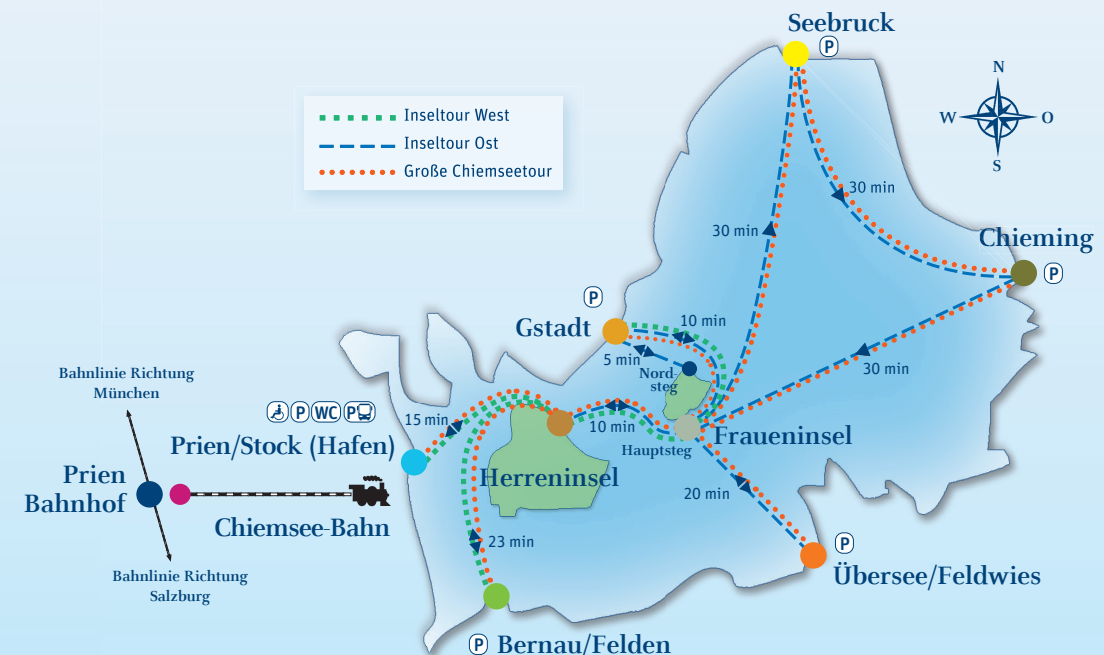 Seebruck
P
N
W
O
S
Inseltour West
Inseltour Ost
Große Chiemseetour
30 min
30 min
Chieming
P
P
Gstadt
10 min
5 min
Nord-
steg
30 min
Bahnlinie Richtung
München
P WC P
15 min
10 min
Fraueninsel
Prien/Stock (Hafen)
Hauptsteg
Prien
Bahnhof
Herreninsel
20 min
Chiemsee-Bahn
23 min
P
Bahnlinie Richtung
Salzburg
Übersee/Feldwies
P Bernau/Felden